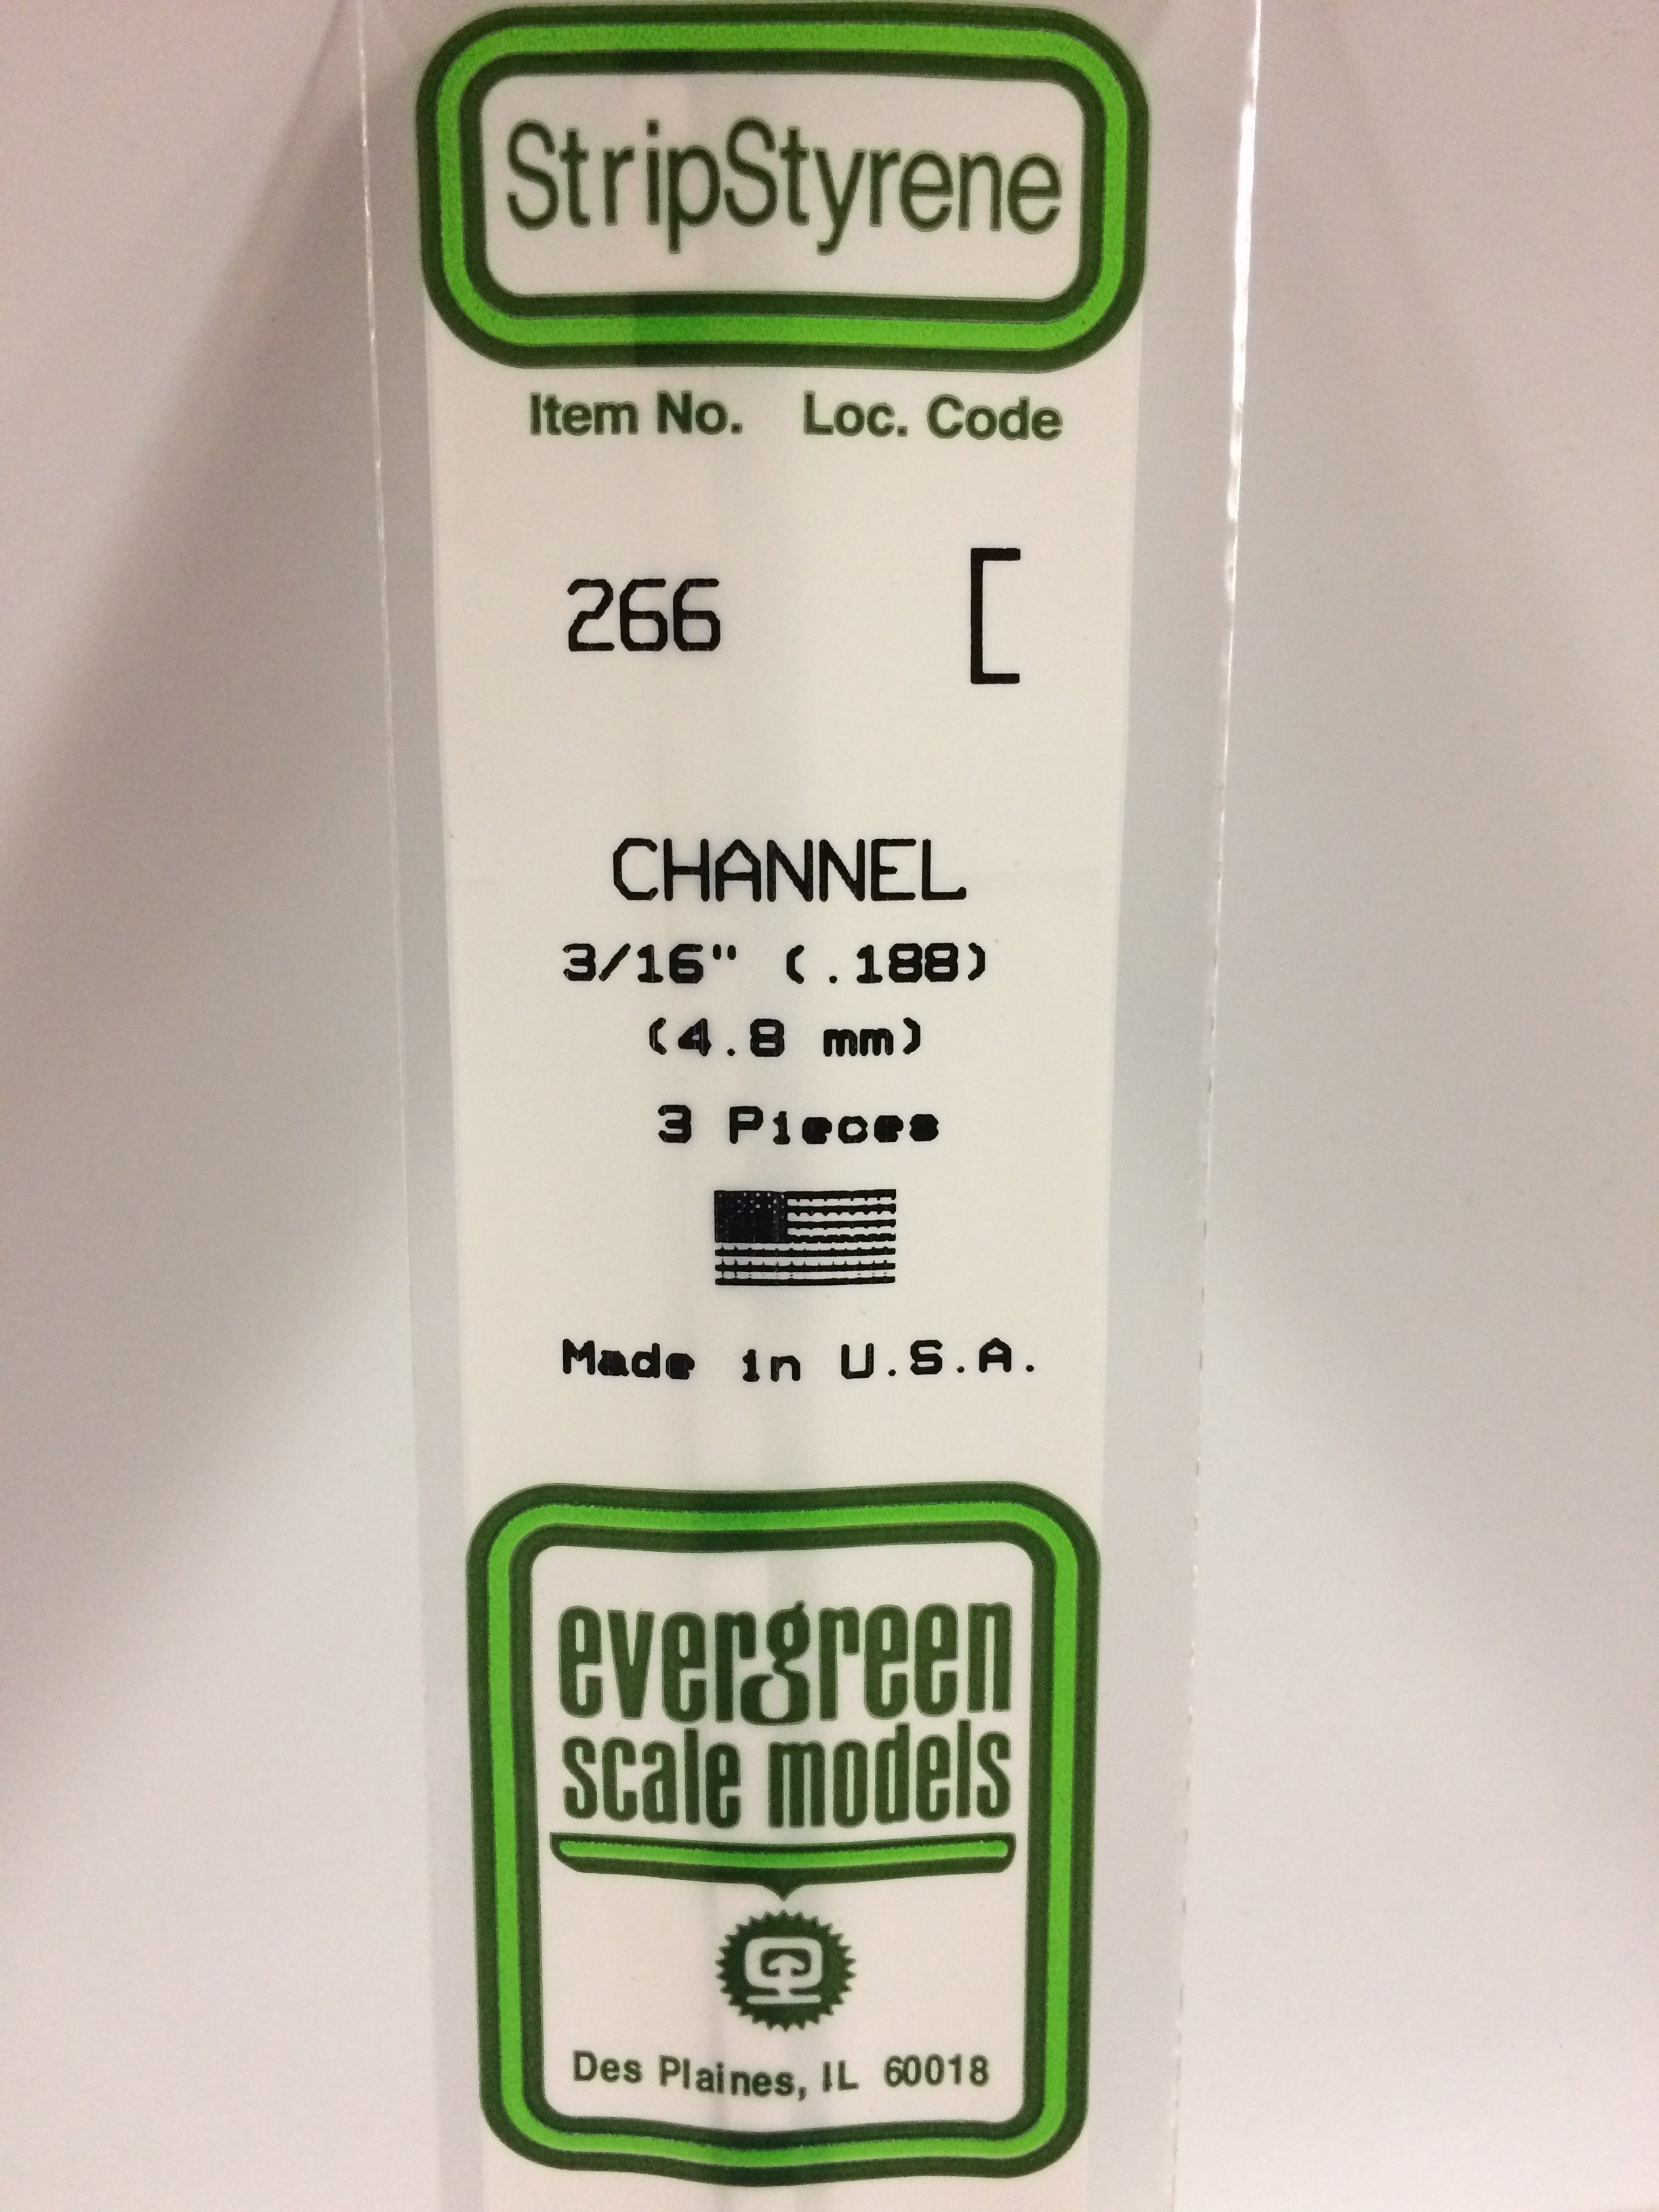 StripStyrene
Item No. Loc. Code
266
CHANNEL
3/16" (.188)
(4.8 mm)
3 Pieces
Made in U.S.A.
evergreen
scale models
Des Plaines, IL 60018